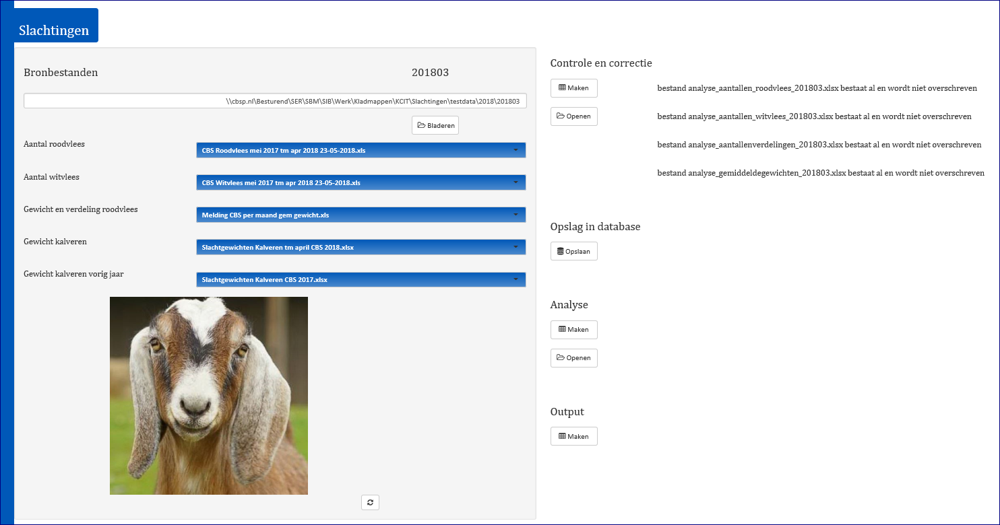 Slachtingen
Bronbestanden
201803
\\cbsp.nl\Besturend\SER\SBM\SIB\Werk\Kladmappen\KCIT\Slachtingen\testdata\2018\201803
Bladeren
Aantal roodvlees
CBS Roodvlees mei 2017 tm apr 2018 23-05-2018.xls
Aantal witvlees
CBS Witvlees mei 2017 tm apr 2018 23-05-2018.xls
Gewicht en verdeling roodvlees
Melding CBS per maand gem gewicht.xls
Gewicht kalveren
Slachtgewichten Kalveren tm april CBS 2018.xlsx
Gewicht kalveren vorig jaar
Slachtgewichten Kalveren CBS 2017.xlsx
Controle en correctie
Maken
bestand analyse_aantallen_roodvlees_201803.xlsx bestaat al en wordt niet overschreven
Openen
bestand analyse_aantallen_witvlees_201803.xlsx bestaat al en wordt niet overschreven
bestand analyse_aantallenverdelingen_201803.xlsx bestaat al en wordt niet overschreven
bestand analyse_gemiddeldegewichten_201803.xlsx bestaat al en wordt niet overschreven
Opslag in database
Opslaan
Analyse
Maken
Openen
Output
Maken